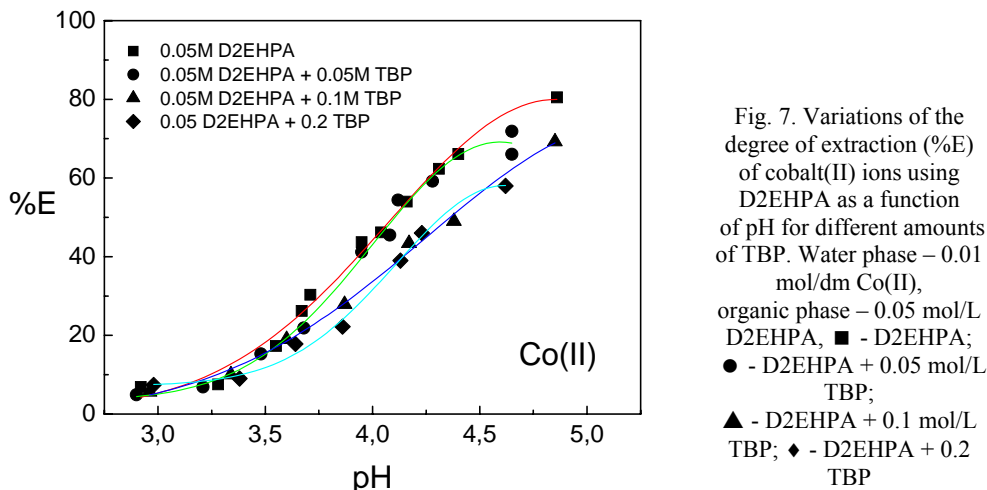 100
80
60
40
20
0
%E
0.05M D2EHPA
0.05M D2EHPA + 0.05M TBP
0.05M D2EHPA + 0.1M TBP
0.05 D2EHPA + 0.2 TBP
Co(II)
3,0 3,5 4,0 4,5 5,0
pH
Fig. 7. Variations of the
degree of extraction (%E)
of cobalt(II) ions using
D2EHPA as a function
of pH for different amounts
of TBP. Water phase – 0.01
mol/dm Co(II),
organic phase – 0.05 mol/L
D2EHPA, ■ - D2EHPA;
● - D2EHPA + 0.05 mol/L
TBP;
▲ - D2EHPA + 0.1 mol/L
TBP; ♦ - D2EHPA + 0.2
TBP